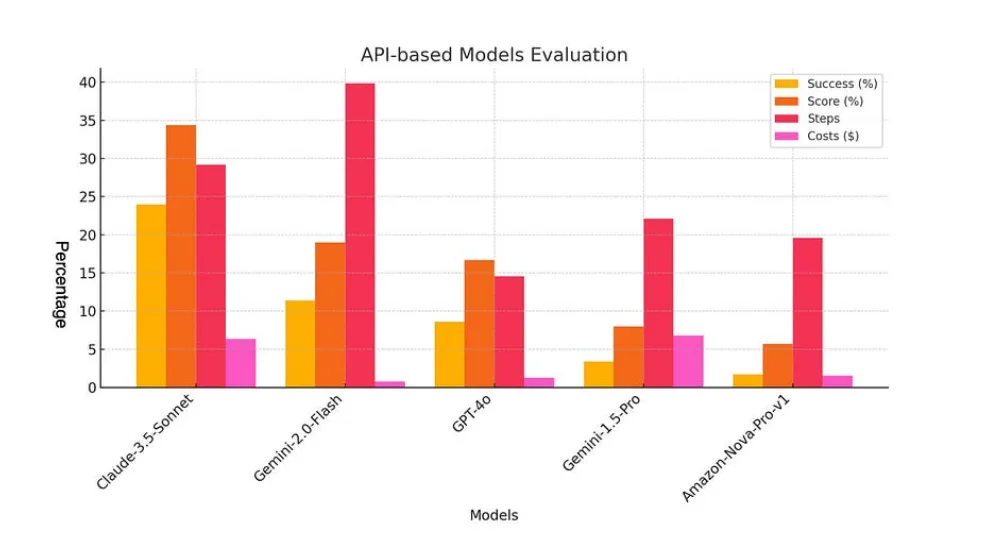 API-based Models Evaluation
Success (%)
Score (%)
Steps
Costs ($)
40
35
30
25
20
15
10
5
0
Percentage
Claude-3.5-Sonnet
Gemini-2.0-Flash
GPT-4o
Gemini-1.5-Pro
Amazon-Nova-Pro-v1
Models